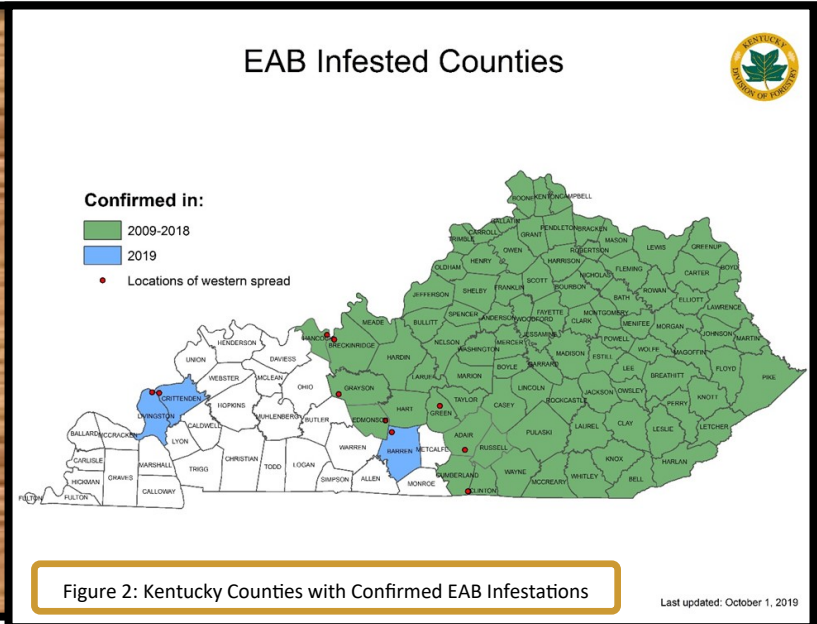 EAB Infested Counties
KENTUCKY
DIVISION OF FORESTRY
Confirmed in:
2009-2018
2019
Locations of western spread
BOONE KENTON CAMPBELL
GALLATIN
PENDLETON BRACKEN
CARROLL GRANT
TRIMBLE OWEN ROBERTSON MASON LEWIS GREENUP
HENRY HARRISON FLEMING
OLDHAM NICHOLAS CARTER BOYD
JEFFERSON SHELBY FRANKLIN SCOTT BOURBON BATH ROWAN ELLIOTT
LAWRENCE
MEADE BULLITT SPENCER ANDERSON WOODFORD FAYETTE CLARK MONTGOMERY MENIFEE MORGAN
JESSAMINE POWELL JOHNSON MARTIN
HENDERSON HANCOCK BRECKINRIDGE NELSON WASHINGTON MERCER MADISON ESTILL WOLFE MAGOFFIN
UNION DAVIESS HARDIN BOYLE GARRARD LEE BREATHITT FLOYD
WEBSTER MCLEAN OHIO GRAYSON LARUE MARION LINCOLN ROCKCASTLE JACKSON OWSLEY PERRY KNOTT PIKE
CRITTENDEN HOPKINS MUHLENBERG BUTLER EDMONSON HART GREEN TAYLOR CASEY
LIVINGSTON CALDWELL PULASKI LAUREL CLAY LESLIE LETCHER
BALLARD MCCRACKEN LYON WARREN BARREN METCALFE ADAIR RUSSELL
CARLISLE MARSHALL TRIGG CHRISTIAN TODD LOGAN CUMBERLAND WAYNE KNOX HARLAN
HICKMAN GRAVES CALLOWAY SIMPSON ALLEN MONROE CLINTON MCCREARY WHITLEY BELL
FULTON FULTON
Figure 2: Kentucky Counties with Confirmed EAB Infestations
Last updated: October 1, 2019